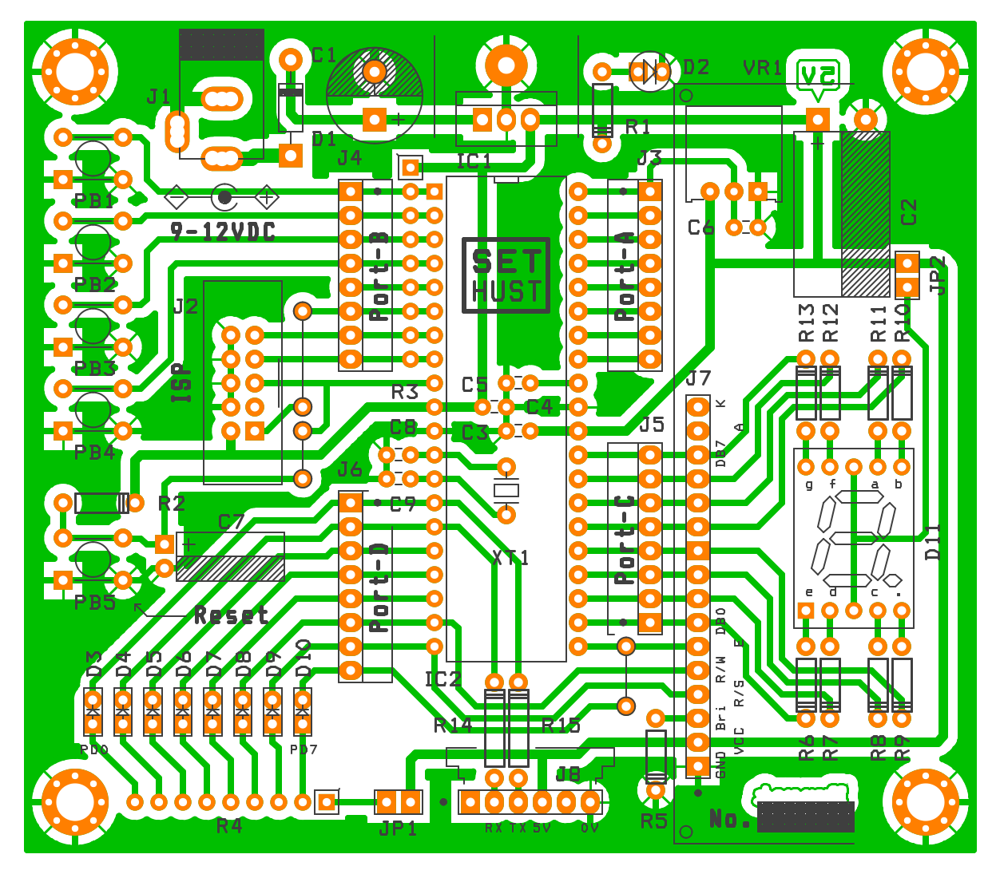 C1
D2
VR1
V2
J1
D1
R1
J4
IC1
J3
PB1
9-12VDC
C6
C2
Port-B
SET
HUST
Port-A
PB2
JP2
J2
R13
R12
R11
R10
PB3
ISP
R3
C5
C4
J7
K
C8
C3
J5
A
PB4
DB7
J6
g
f
a
b
R2
C9
C7
XT1
Port-C
D11
Port-D
PB5
Reset
e
d
c
.
DB0
E
D3
D4
D5
D6
D7
D8
D9
D10
IC2
R/W
R/S
R14
R15
Bri
PD0
PD7
VCC
R6
R7
R8
R9
GND
J8
R4
JP1
RX
TX
5V
0V
R5
No.